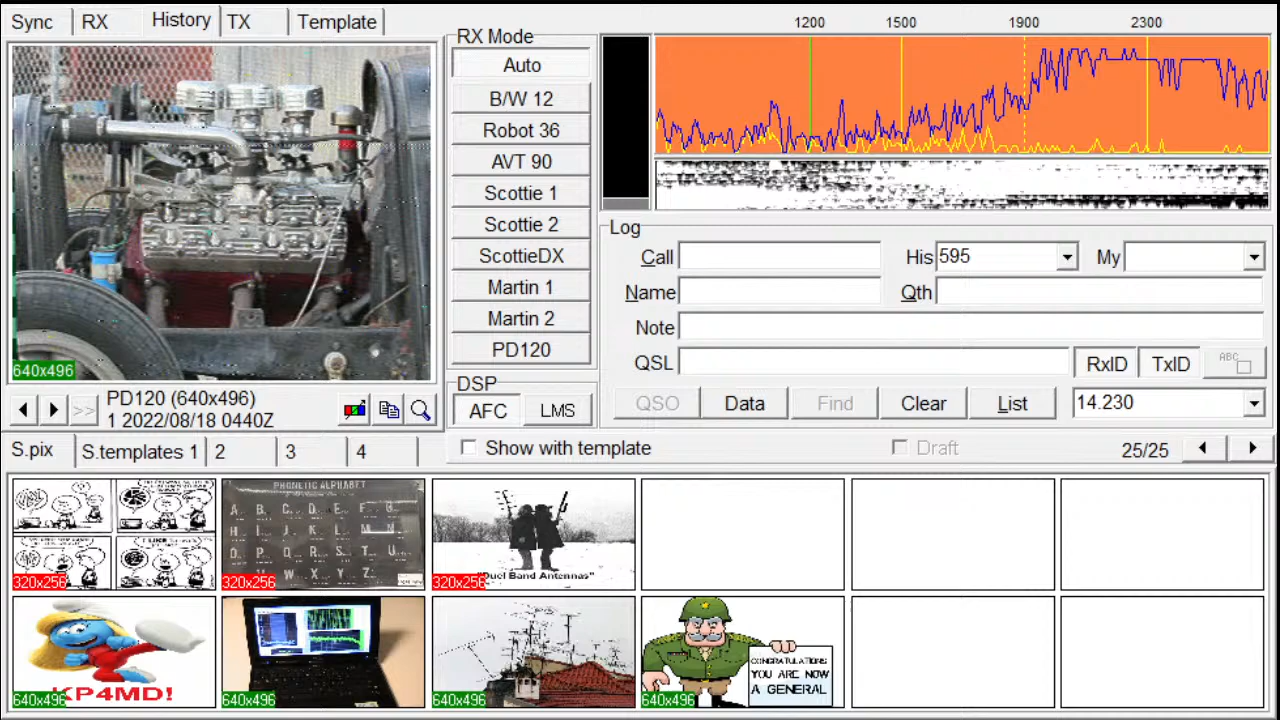 Sync RX History TX Template
640x496
PD120 (640x496)
1 2022/08/18 0440Z
>>
RX Mode
Auto
B/W 12
Robot 36
AVT 90
Scottie 1
Scottie 2
ScottieDX
Martin 1
Martin 2
PD120
DSP
AFC LMS
1200 1500 1900 2300
Log
Call His 595 My
Name Qth
Note
QSL RxID TxID ABC
QSO Data Find Clear List 14.230
Show with template Draft 25/25
S.pix S.templates 1 2 3 4
320x256
PHONETIC ALPHABET
A B C D E F G
H I J K L M N
O P Q R S T U
W X Y Z
320x256
"Duel Band Antennas"
320x256
KP4MD!
640x496
640x496
640x496
CONGRATULATIONS
YOU ARE NOW
A GENERAL
640x496